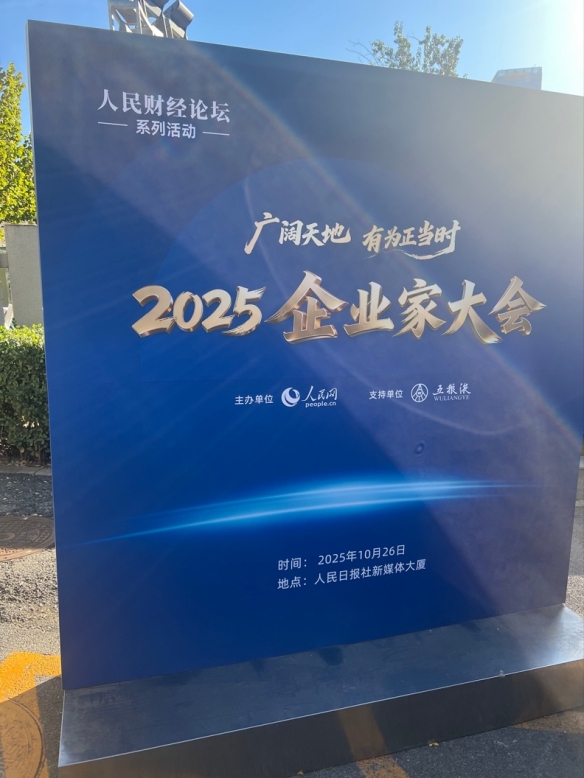 人民财经论坛
系列活动
广阔天地 有为正当时
2025企业家大会
主办单位 人民网 people.cn 支持单位 五粮液 WULIANGYE
时间： 2025年10月26日
地点：人民日报社新媒体大厦